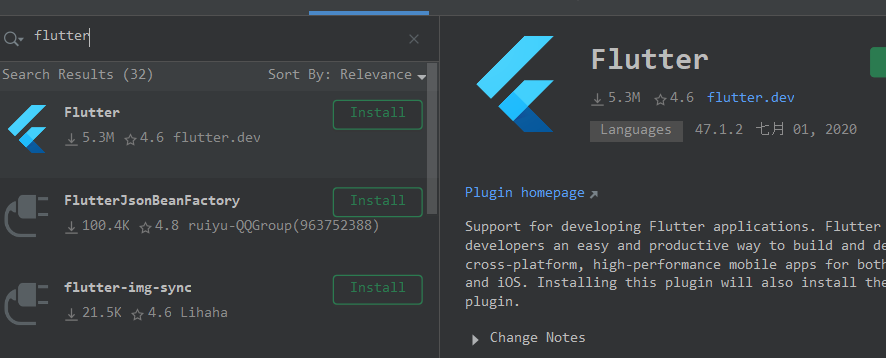 flutter
Search Results (32)
Sort By: Relevance
Flutter
5.3M 4.6 flutter.dev
Install
FlutterJsonBeanFactory
100.4K 4.8 ruiyu-QQGroup(963752388)
Install
flutter-img-sync
21.5K 4.6 Lihaha
Install
Flutter
5.3M 4.6 flutter.dev
Languages 47.1.2 七月 01, 2020
Plugin homepage
Support for developing Flutter applications. Flutter
developers an easy and productive way to build and de
cross-platform, high-performance mobile apps for both
and iOS. Installing this plugin will also install the
plugin.
Change Notes